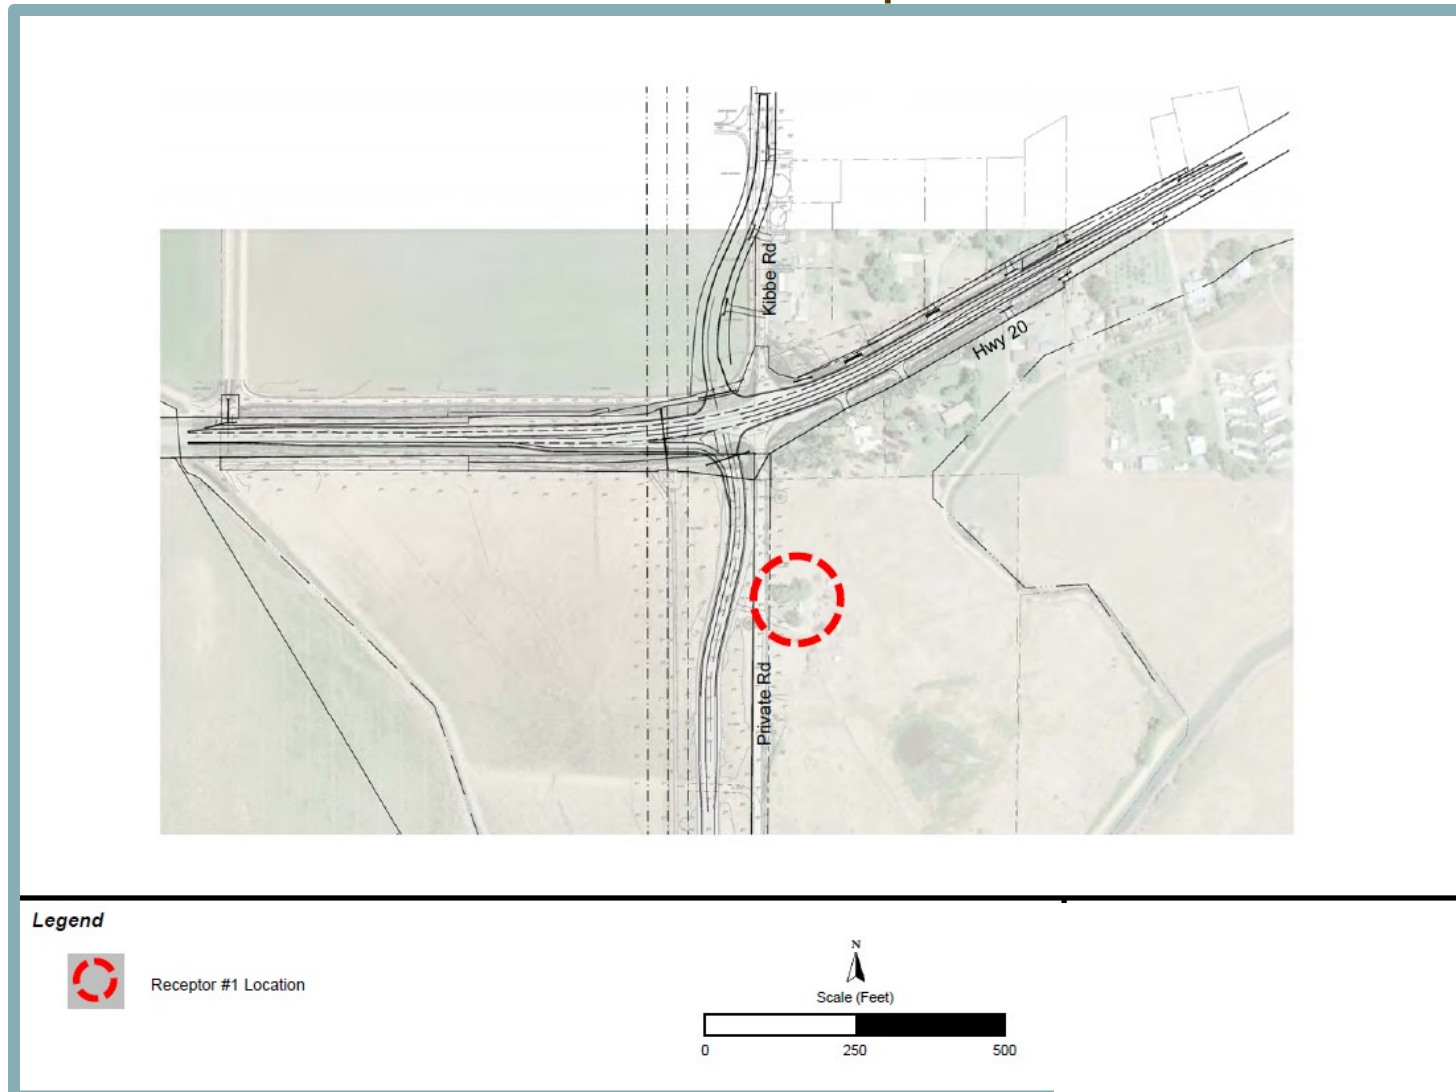 Kibbe Rd
Hwy 20
Private Rd
Legend
Receptor #1 Location
N
Scale (Feet)
0 250 500